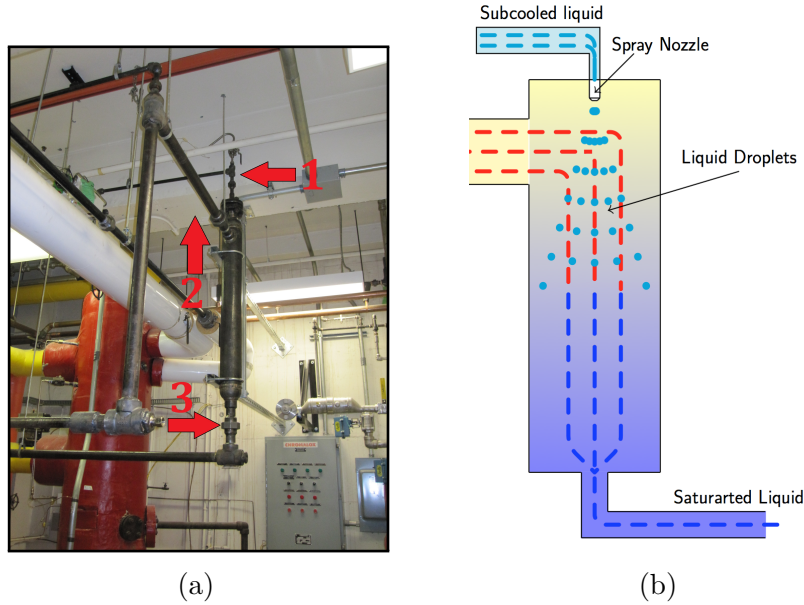 Subcooled liquid
Spray Nozzle
1
2
3
Liquid Droplets
Saturarted Liquid
(a)
(b)